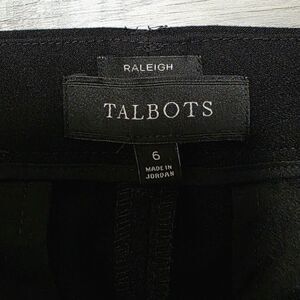 RALEIGH
TALBOTS
6
MADE IN
JORDAN